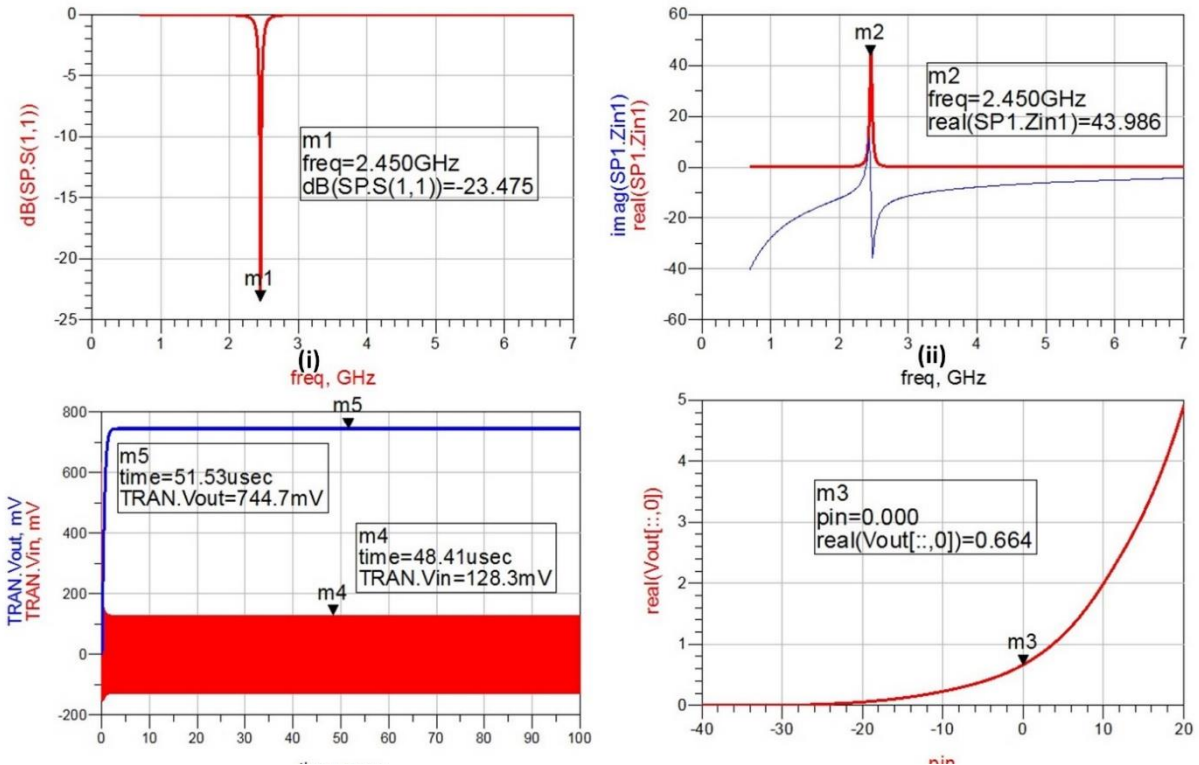 0
-5
-10
-15
-20
-25
dB(SP.S(1,1))
m1
freq=2.450GHz
dB(SP.S(1,1))=-23.475
m1
0 1 2 3 4 5 6 7
(i)
freq, GHz
60
40
20
0
-20
-40
-60
imag(SP1.Zin1)
real(SP1.Zin1)
m2
m2
freq=2.450GHz
real(SP1.Zin1)=43.986
0 1 2 3 4 5 6 7
(ii)
freq, GHz
800
600
400
200
0
-200
TRAN.Vout, mV
TRAN.Vin, mV
m5
m5
time=51.53usec
TRAN.Vout=744.7mV
m4
time=48.41usec
TRAN.Vin=128.3mV
m4
0 10 20 30 40 50 60 70 80 90 100
5
4
3
2
1
0
real(Vout[::,0])
m3
pin=0.000
real(Vout[::,0])=0.664
m3
-40 -30 -20 -10 0 10 20
pin